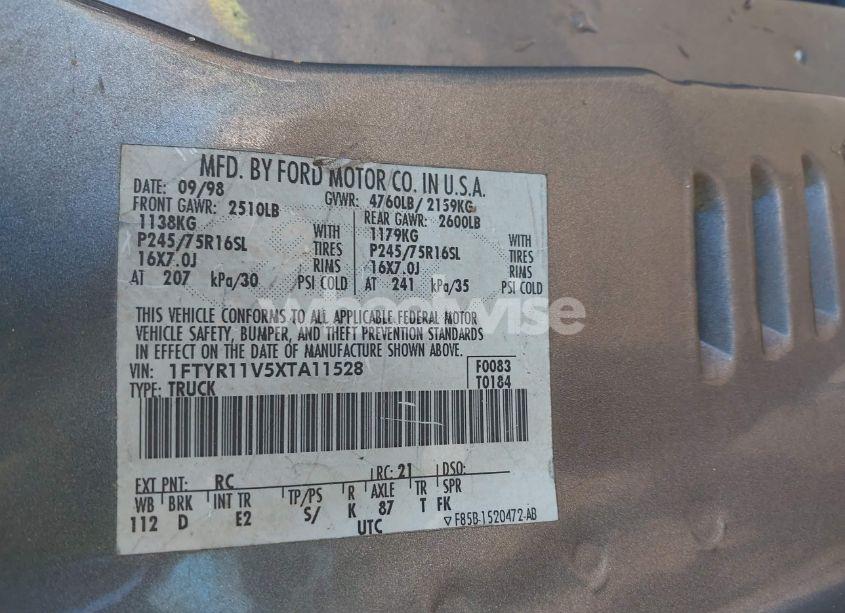 MFD. BY FORD MOTOR CO. IN U.S.A.
DATE: 09/98 GVWR: 4760LB/2159KG
FRONT GAWR: 2510LB REAR GAWR: 2600LB
1138KG WITH 1179KG WITH
P245/75R16SL TIRES P245/75R16SL TIRES
16X7.0J RIMS 16X7.0J RIMS
AT 207 kPa/30 PSI COLD AT 241 kPa/35 PSI COLD
wheelwise
THIS VEHICLE CONFORMS TO ALL APPLICABLE FEDERAL MOTOR
VEHICLE SAFETY, BUMPER, AND THEFT PREVENTION STANDARDS
IN EFFECT ON THE DATE OF MANUFACTURE SHOWN ABOVE.
VIN: 1FTYR11V5XTA11528 F0083
TYPE: TRUCK T0184
EXT PNT: RC RC: 21 DSO:
WB BRK INT TR TP/PS R AXLE TR SPR
112 D E2 S/ K 87 T FK
UTC ▽F85B-1520472-AB